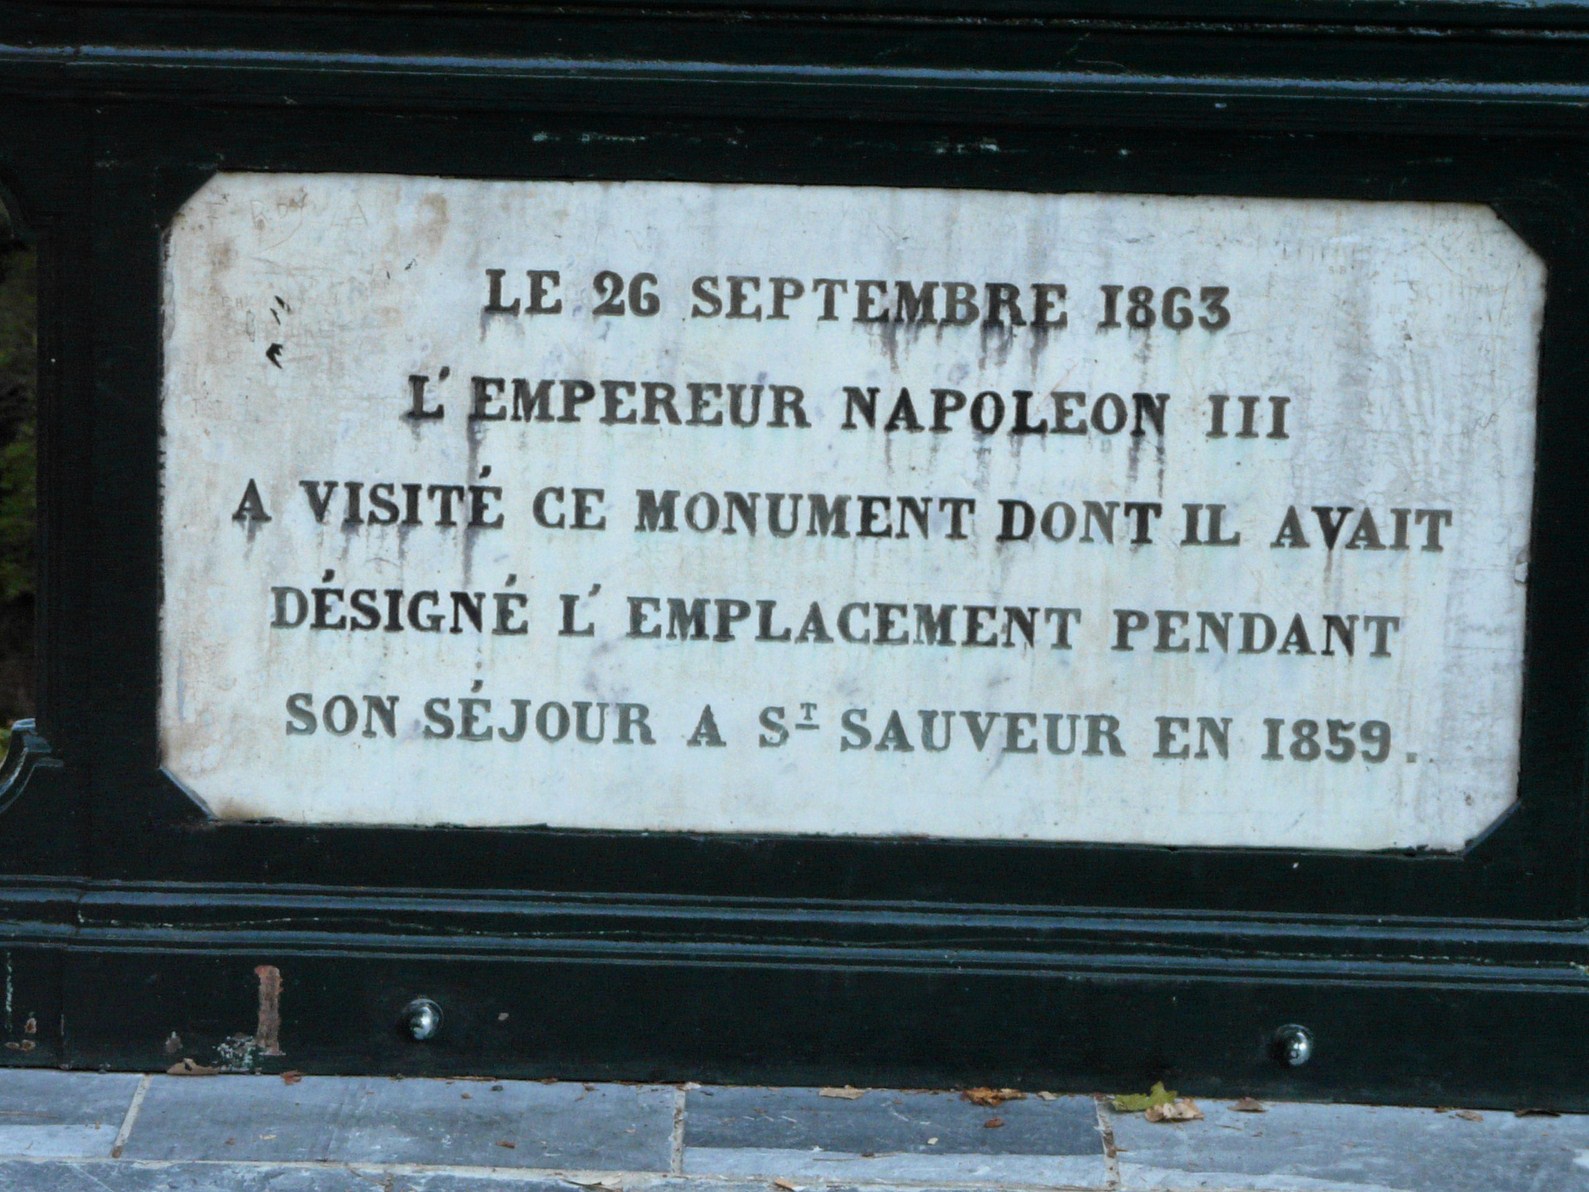 LE 26 SEPTEMBRE 1863
L'EMPEREUR NAPOLEON III
A VISITÉ CE MONUMENT DONT IL AVAIT
DÉSIGNÉ L'EMPLACEMENT PENDANT
SON SÉJOUR A ST SAUVEUR EN 1859.